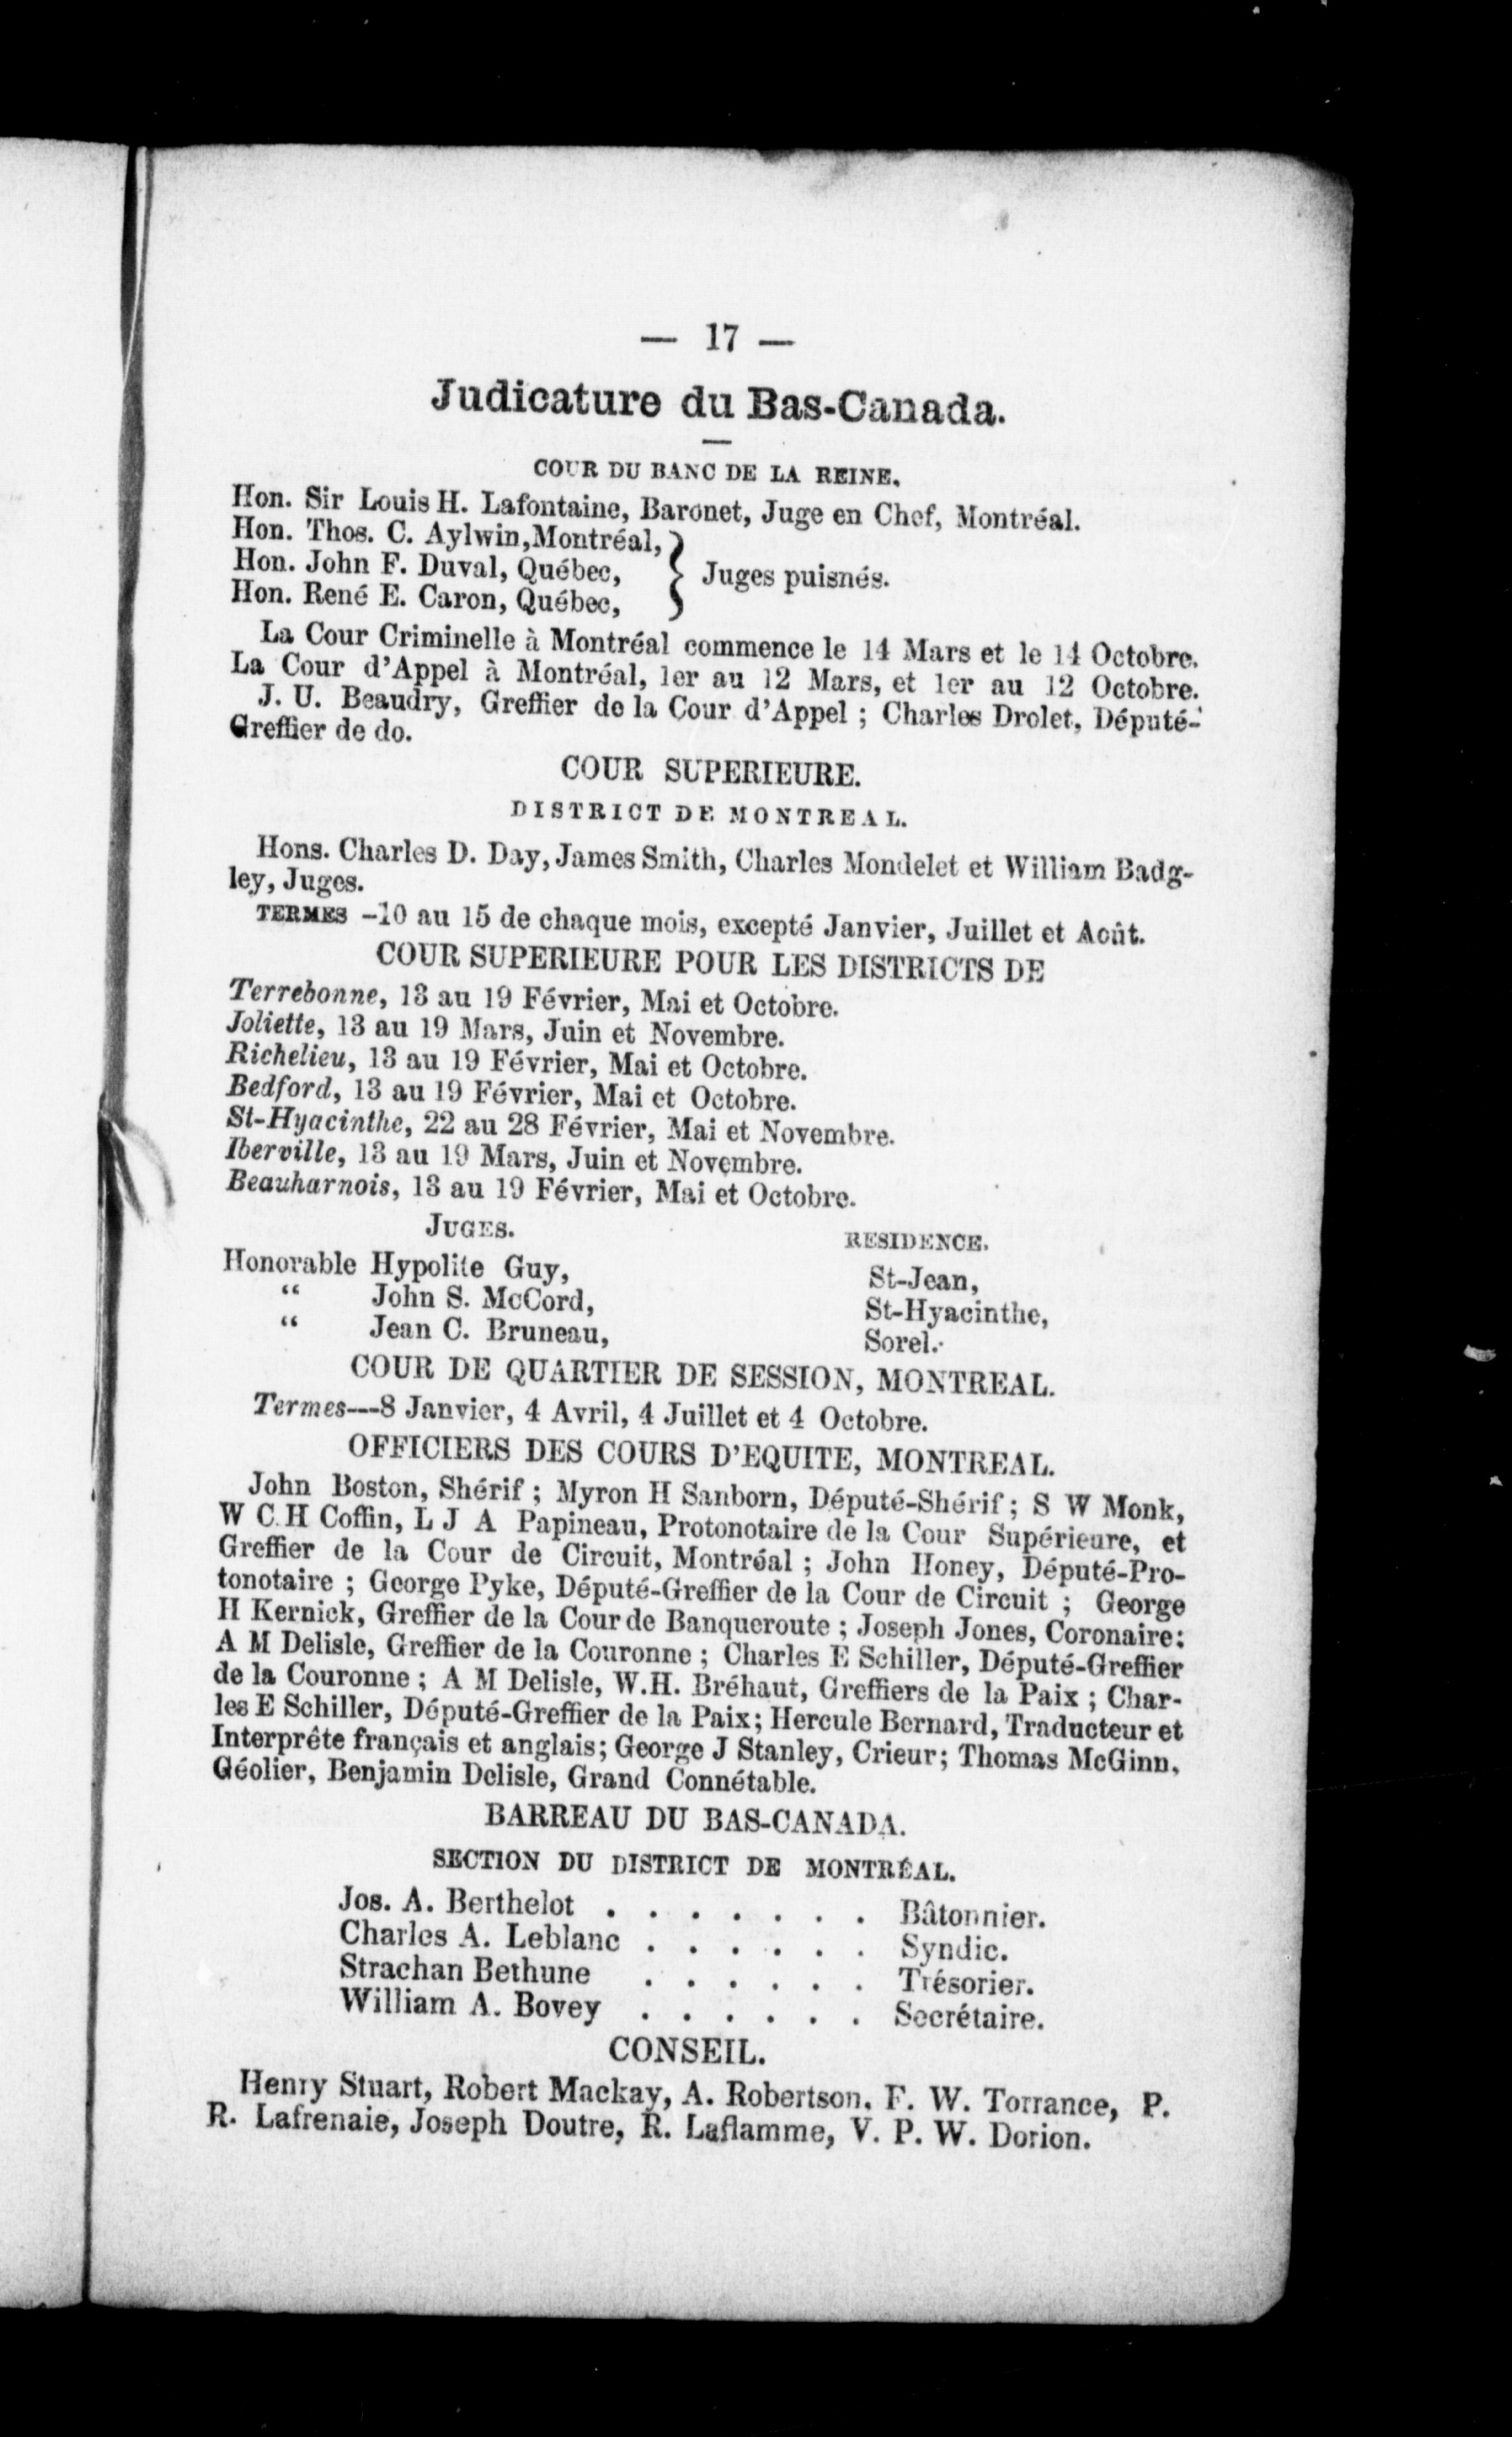 — 17 —
Judicature du Bas-Canada.
COUR DU BANC DE LA REINE.
Hon. Sir Louis H. Lafontaine, Baronet, Juge en Chef, Montréal.
Hon. Thos. C. Aylwin, Montréal,
Hon. John F. Duval, Québec, } Juges puisnés.
Hon. René E. Caron, Québec,
La Cour Criminelle à Montréal commence le 14 Mars et le 14 Octobre.
La Cour d'Appel à Montréal, 1er au 12 Mars, et 1er au 12 Octobre.
J. U. Beaudry, Greffier de la Cour d'Appel ; Charles Drolet, Député-
Greffier de do.
COUR SUPERIEURE.
DISTRICT DE MONTREAL.
Hons. Charles D. Day, James Smith, Charles Mondelet et William Badg-
ley, Juges.
TERMES -10 au 15 de chaque mois, excepté Janvier, Juillet et Août.
COUR SUPERIEURE POUR LES DISTRICTS DE
Terrebonne, 13 au 19 Février, Mai et Octobre.
Joliette, 13 au 19 Mars, Juin et Novembre.
Richelieu, 13 au 19 Février, Mai et Octobre.
Bedford, 13 au 19 Février, Mai et Octobre.
St-Hyacinthe, 22 au 28 Février, Mai et Novembre.
Iberville, 13 au 19 Mars, Juin et Novembre.
Beauharnois, 13 au 19 Février, Mai et Octobre.
JUGES. RESIDENCE.
Honorable Hypolite Guy, St-Jean,
" John S. McCord, St-Hyacinthe,
" Jean C. Bruneau, Sorel.
COUR DE QUARTIER DE SESSION, MONTREAL.
Termes---8 Janvier, 4 Avril, 4 Juillet et 4 Octobre.
OFFICIERS DES COURS D'EQUITE, MONTREAL.
John Boston, Shérif ; Myron H Sanborn, Député-Shérif ; S W Monk,
W C H Coffin, L J A Papineau, Protonotaire de la Cour Supérieure, et
Greffier de la Cour de Circuit, Montréal ; John Honey, Député-Pro-
tonotaire ; George Pyke, Député-Greffier de la Cour de Circuit ; George
H Kernick, Greffier de la Cour de Banqueroute ; Joseph Jones, Coronaire;
A M Delisle, Greffier de la Couronne ; Charles E Schiller, Député-Greffier
de la Couronne ; A M Delisle, W.H. Bréhaut, Greffiers de la Paix ; Char-
les E Schiller, Député-Greffier de la Paix; Hercule Bernard, Traducteur et
Interprête français et anglais; George J Stanley, Crieur; Thomas McGinn,
Géolier, Benjamin Delisle, Grand Connétable.
BARREAU DU BAS-CANADA.
SECTION DU DISTRICT DE MONTRÉAL.
Jos. A. Berthelot . . . . . . . Bâtonnier.
Charles A. Leblanc . . . . . . Syndic.
Strachan Bethune . . . . . . Trésorier.
William A. Bovey . . . . . . Secrétaire.
CONSEIL.
Henry Stuart, Robert Mackay, A. Robertson, F. W. Torrance, P.
R. Lafrenaie, Joseph Doutre, R. Laflamme, V. P. W. Dorion.